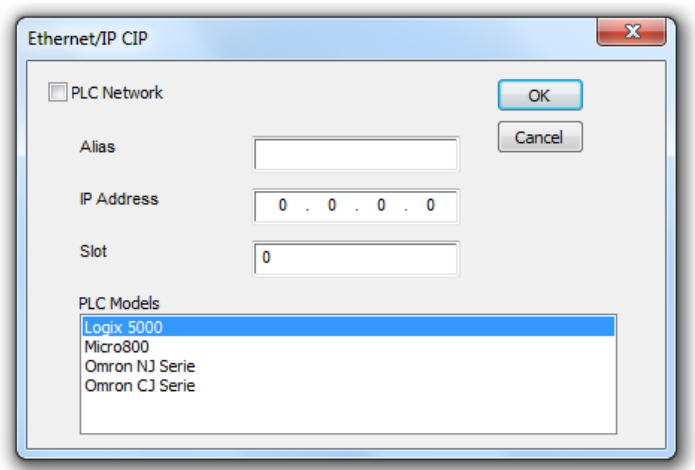 Ethernet/IP CIP
PLC Network
OK
Cancel
Alias
IP Address
0 . 0 . 0 . 0
Slot
0
PLC Models
Logix 5000
Micro800
Omron NJ Serie
Omron CJ Serie